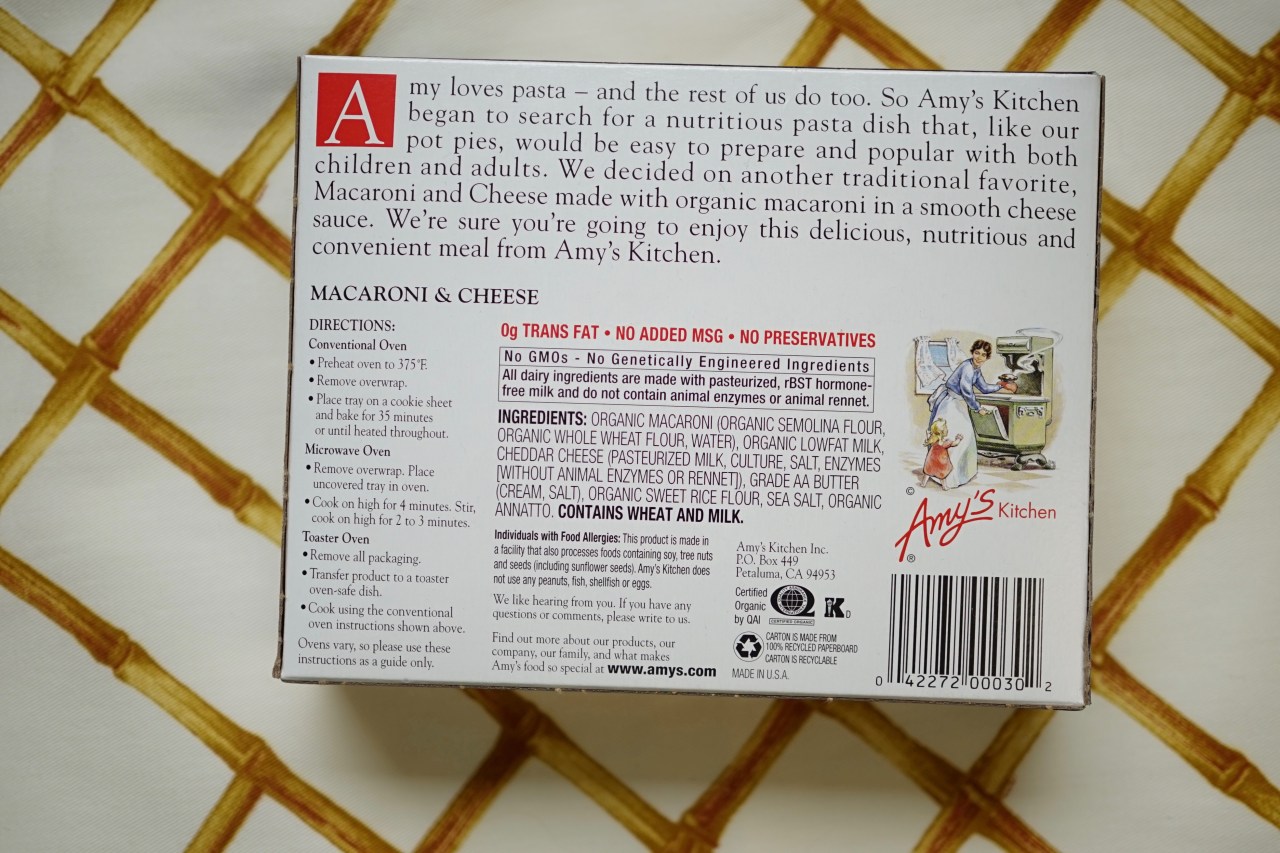 Amy loves pasta – and the rest of us do too. So Amy's Kitchen
began to search for a nutritious pasta dish that, like our
pot pies, would be easy to prepare and popular with both
children and adults. We decided on another traditional favorite,
Macaroni and Cheese made with organic macaroni in a smooth cheese
sauce. We're sure you're going to enjoy this delicious, nutritious and
convenient meal from Amy's Kitchen.
MACARONI & CHEESE
DIRECTIONS:
Conventional Oven
• Preheat oven to 375°F.
• Remove overwrap.
• Place tray on a cookie sheet
and bake for 35 minutes
or until heated throughout.
Microwave Oven
• Remove overwrap. Place
uncovered tray in oven.
• Cook on high for 4 minutes. Stir,
cook on high for 2 to 3 minutes.
Toaster Oven
• Remove all packaging.
• Transfer product to a toaster
oven-safe dish.
• Cook using the conventional
oven instructions shown above.
Ovens vary, so please use these
instructions as a guide only.
0g TRANS FAT • NO ADDED MSG • NO PRESERVATIVES
No GMOs - No Genetically Engineered Ingredients
All dairy ingredients are made with pasteurized, rBST hormone-
free milk and do not contain animal enzymes or animal rennet.
INGREDIENTS: ORGANIC MACARONI (ORGANIC SEMOLINA FLOUR,
ORGANIC WHOLE WHEAT FLOUR, WATER), ORGANIC LOWFAT MILK,
CHEDDAR CHEESE (PASTEURIZED MILK, CULTURE, SALT, ENZYMES
[WITHOUT ANIMAL ENZYMES OR RENNET]), GRADE AA BUTTER
(CREAM, SALT), ORGANIC SWEET RICE FLOUR, SEA SALT, ORGANIC
ANNATTO. CONTAINS WHEAT AND MILK.
Individuals with Food Allergies: This product is made in
a facility that also processes foods containing soy, tree nuts
and seeds (including sunflower seeds). Amy's Kitchen does
not use any peanuts, fish, shellfish or eggs.
We like hearing from you. If you have any
questions or comments, please write to us.
Find out more about our products, our
company, our family, and what makes
Amy's food so special at www.amys.com
Amy's Kitchen Inc.
P.O. Box 449
Petaluma, CA 94953
Certified
Organic
by QAI
CERTIFIED ORGANIC
K D
CARTON IS MADE FROM
100% RECYCLED PAPERBOARD
CARTON IS RECYCLABLE
MADE IN U.S.A.
©
Amy's Kitchen
®
0 42272 00030 2